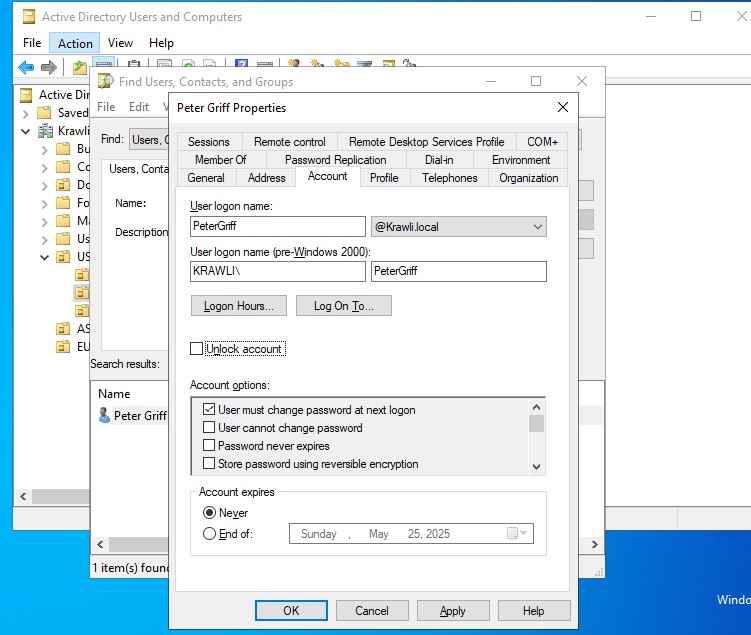 Active Directory Users and Computers
File Action View Help
Active Dir
Saved
Krawli
Bu
Co
Do
Fo
Ma
Us
US
AS
EU
Find Users, Contacts, and Groups
File Edit V
Find: Users, C
Users, Conta
Name:
Description
Search results:
Name
Peter Griff
1 item(s) found
Peter Griff Properties
Sessions Remote control Remote Desktop Services Profile COM+
Member Of Password Replication Dial-in Environment
General Address Account Profile Telephones Organization
User logon name:
PeterGriff @Krawli.local
User logon name (pre-Windows 2000):
KRAWLI\ PeterGriff
Logon Hours... Log On To...
Unlock account
Account options:
User must change password at next logon
User cannot change password
Password never expires
Store password using reversible encryption
Account expires
Never
End of: Sunday , May 25, 2025
OK Cancel Apply Help
Windo